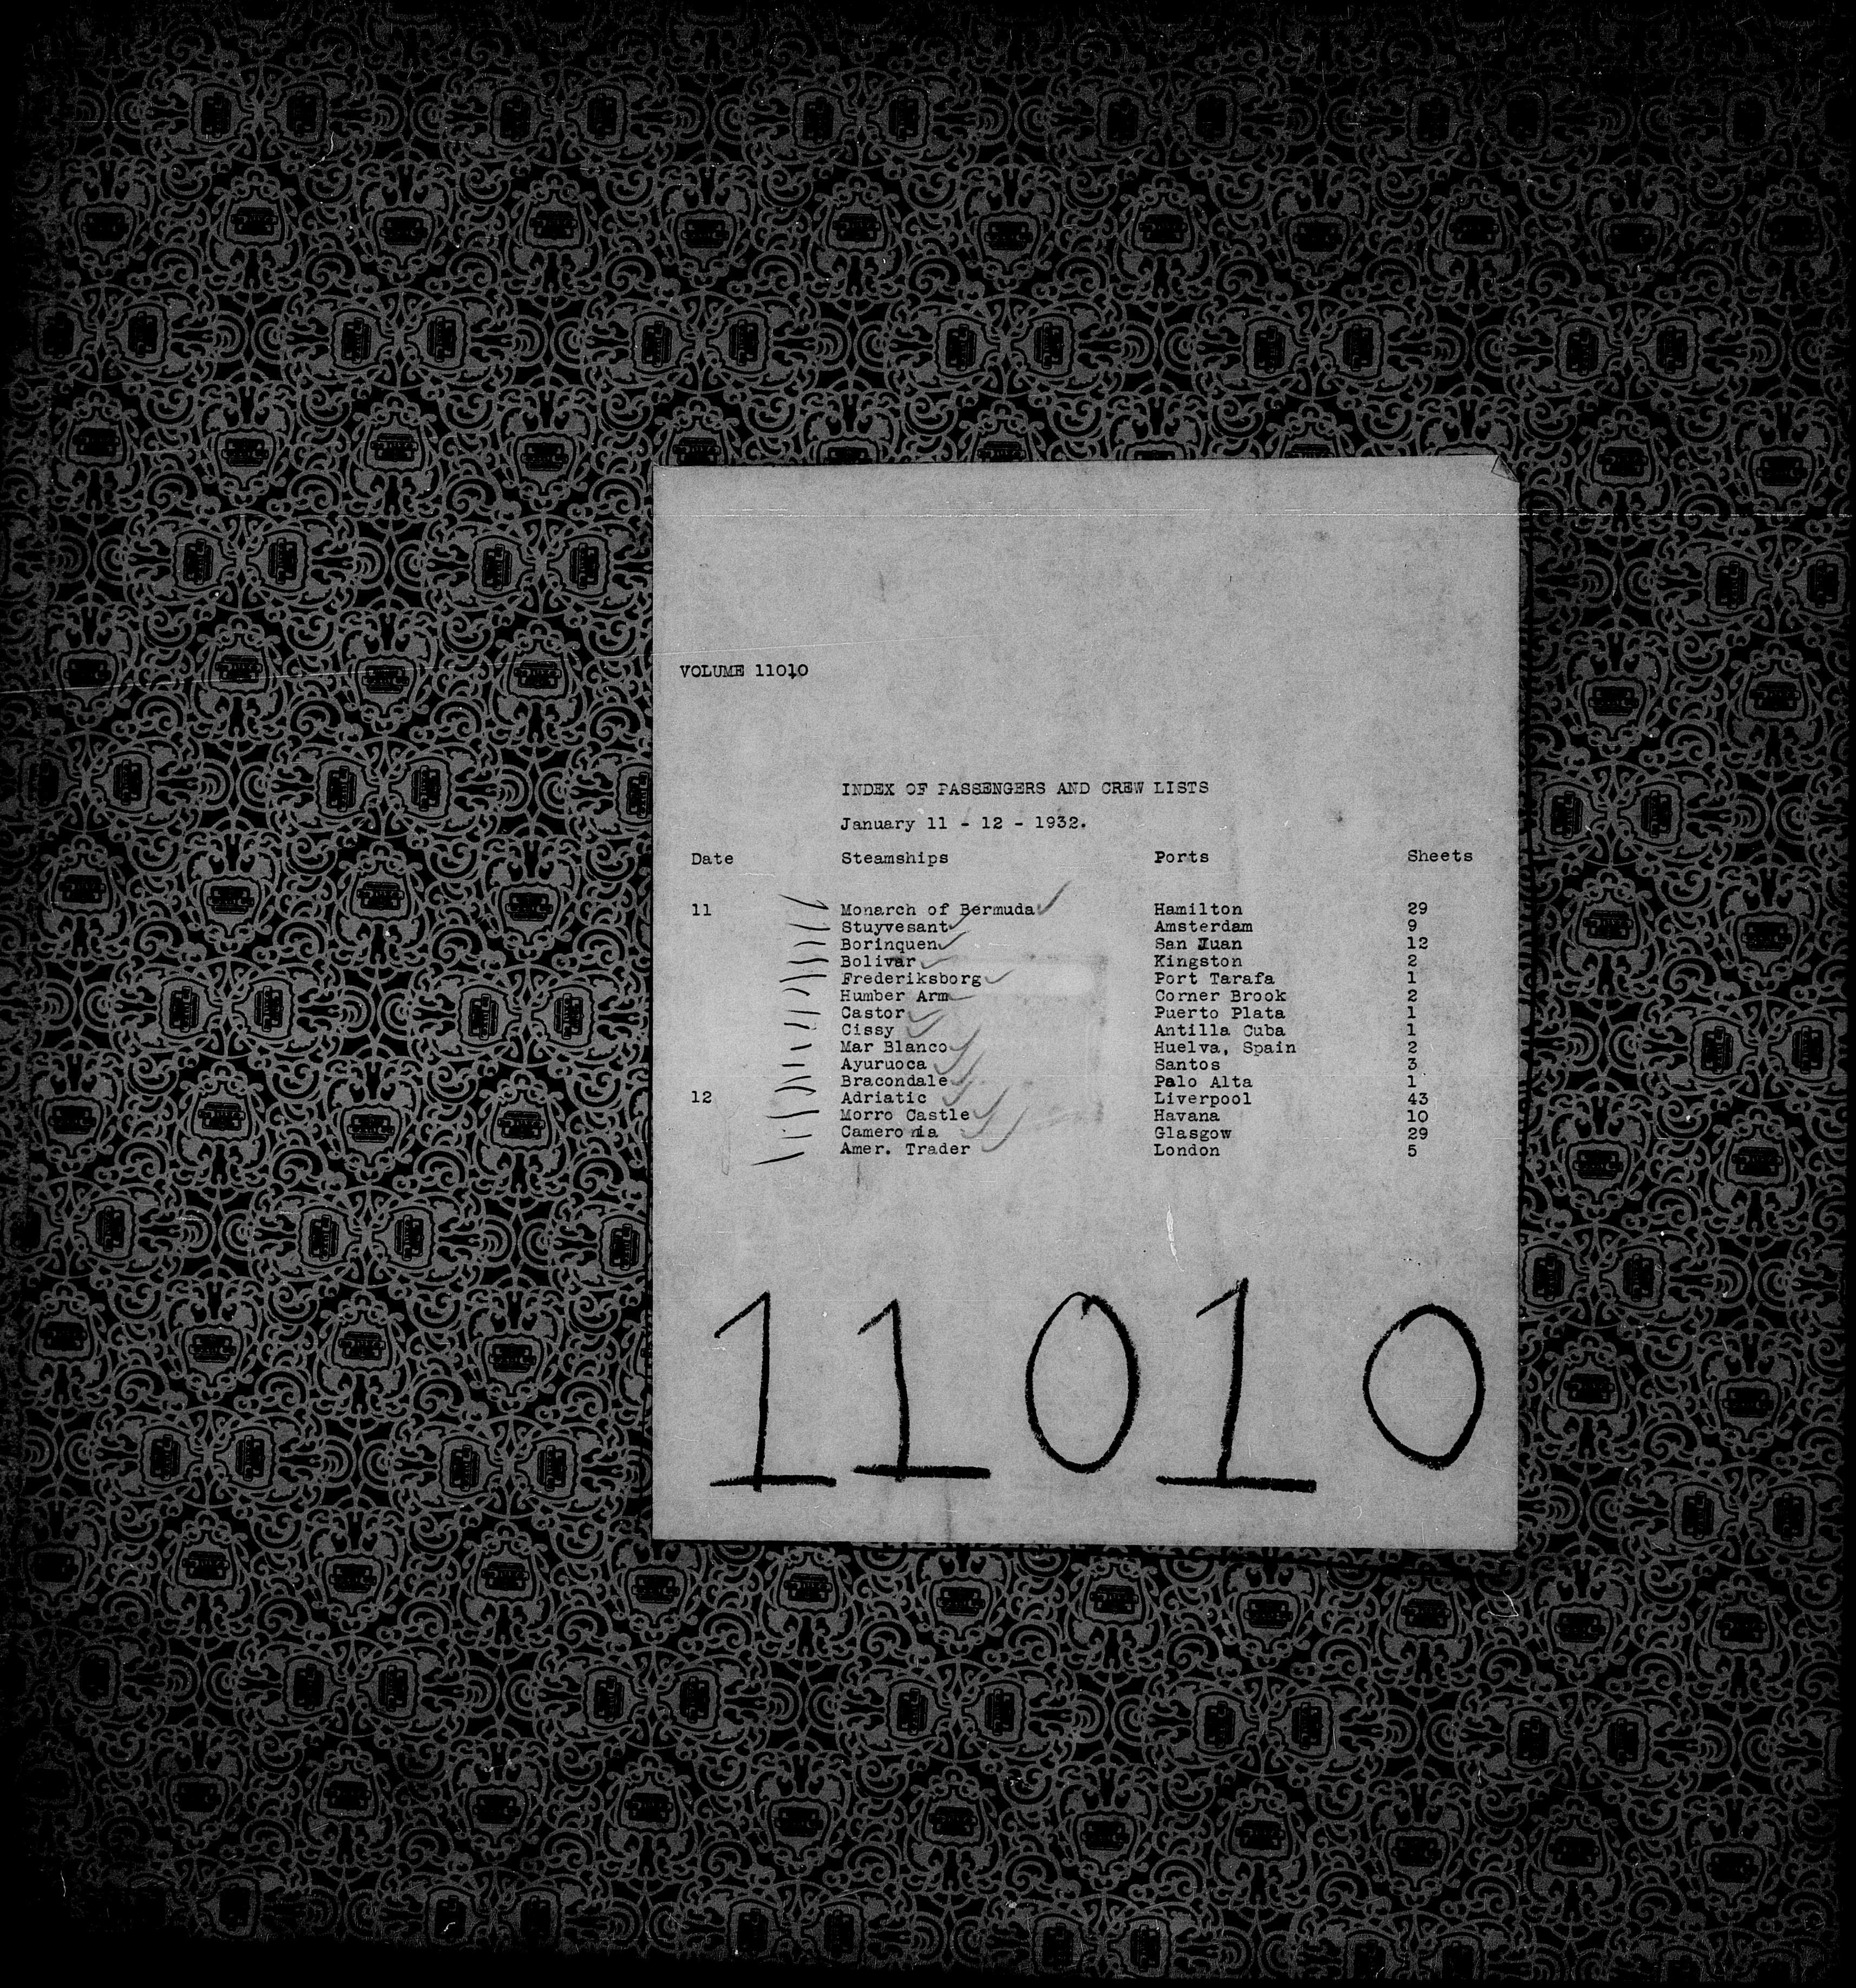 VOLUME 11010
INDEX OF PASSENGERS AND CREW LISTS
January 11 - 12 - 1932.
Date Steamships Ports Sheets
11 Monarch of Bermuda Hamilton 29
Stuyvesant Amsterdam 9
Borinquen San Juan 12
Bolivar Kingston 2
Frederiksborg Port Tarafa 1
Humber Arm Corner Brook 2
Castor Puerto Plata 1
Cissy Antilla Cuba 1
Mar Blanco Huelva, Spain 2
Ayuruoca Santos 3
Bracondale Palo Alta 1
12 Adriatic Liverpool 43
Morro Castle Havana 10
Cameronia Glasgow 29
Amer. Trader London 5
11010